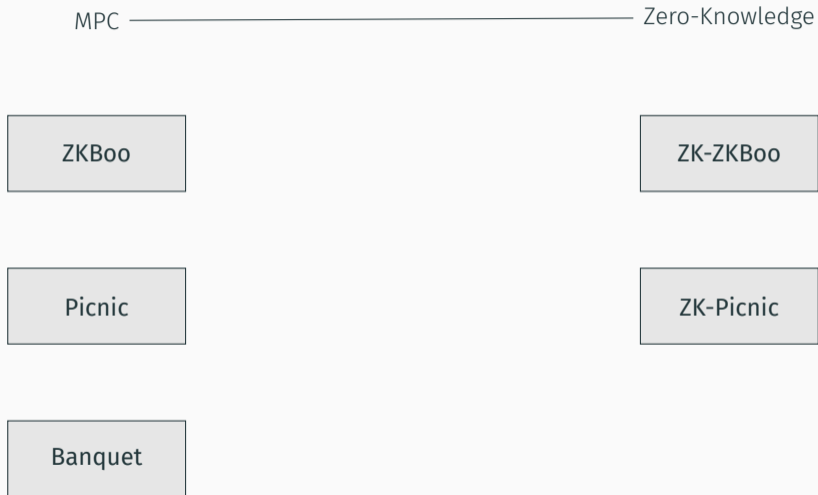 MPC Zero-Knowledge
ZKBoo ZK-ZKBoo
Picnic ZK-Picnic
Banquet